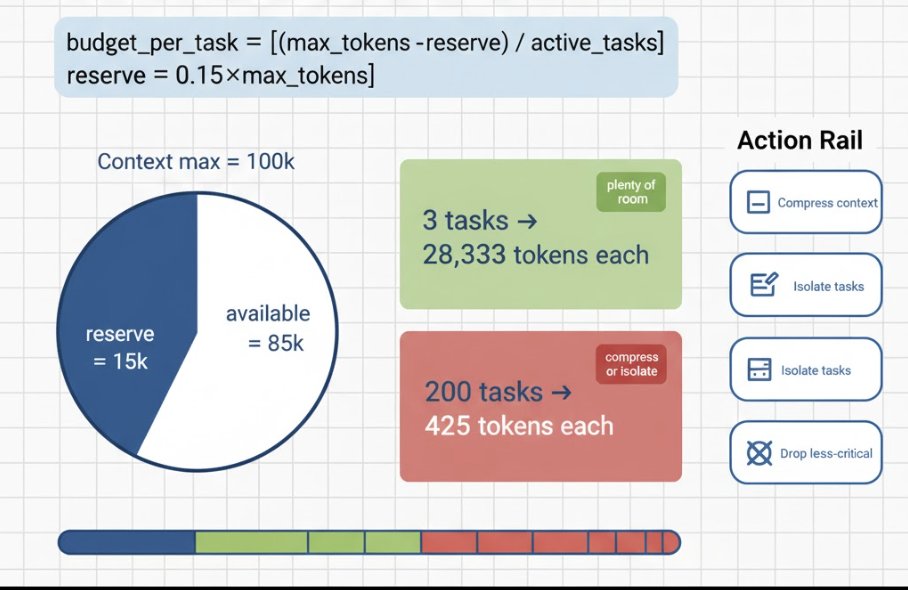 budget_per_task = [(max_tokens -reserve) / active_tasks]
reserve = 0.15×max_tokens]
Context max = 100k
reserve
= 15k
available
= 85k
plenty of
room
3 tasks →
28,333 tokens each
compress
or isolate
200 tasks →
425 tokens each
Action Rail
Compress context
Isolate tasks
Isolate tasks
Drop less-critical